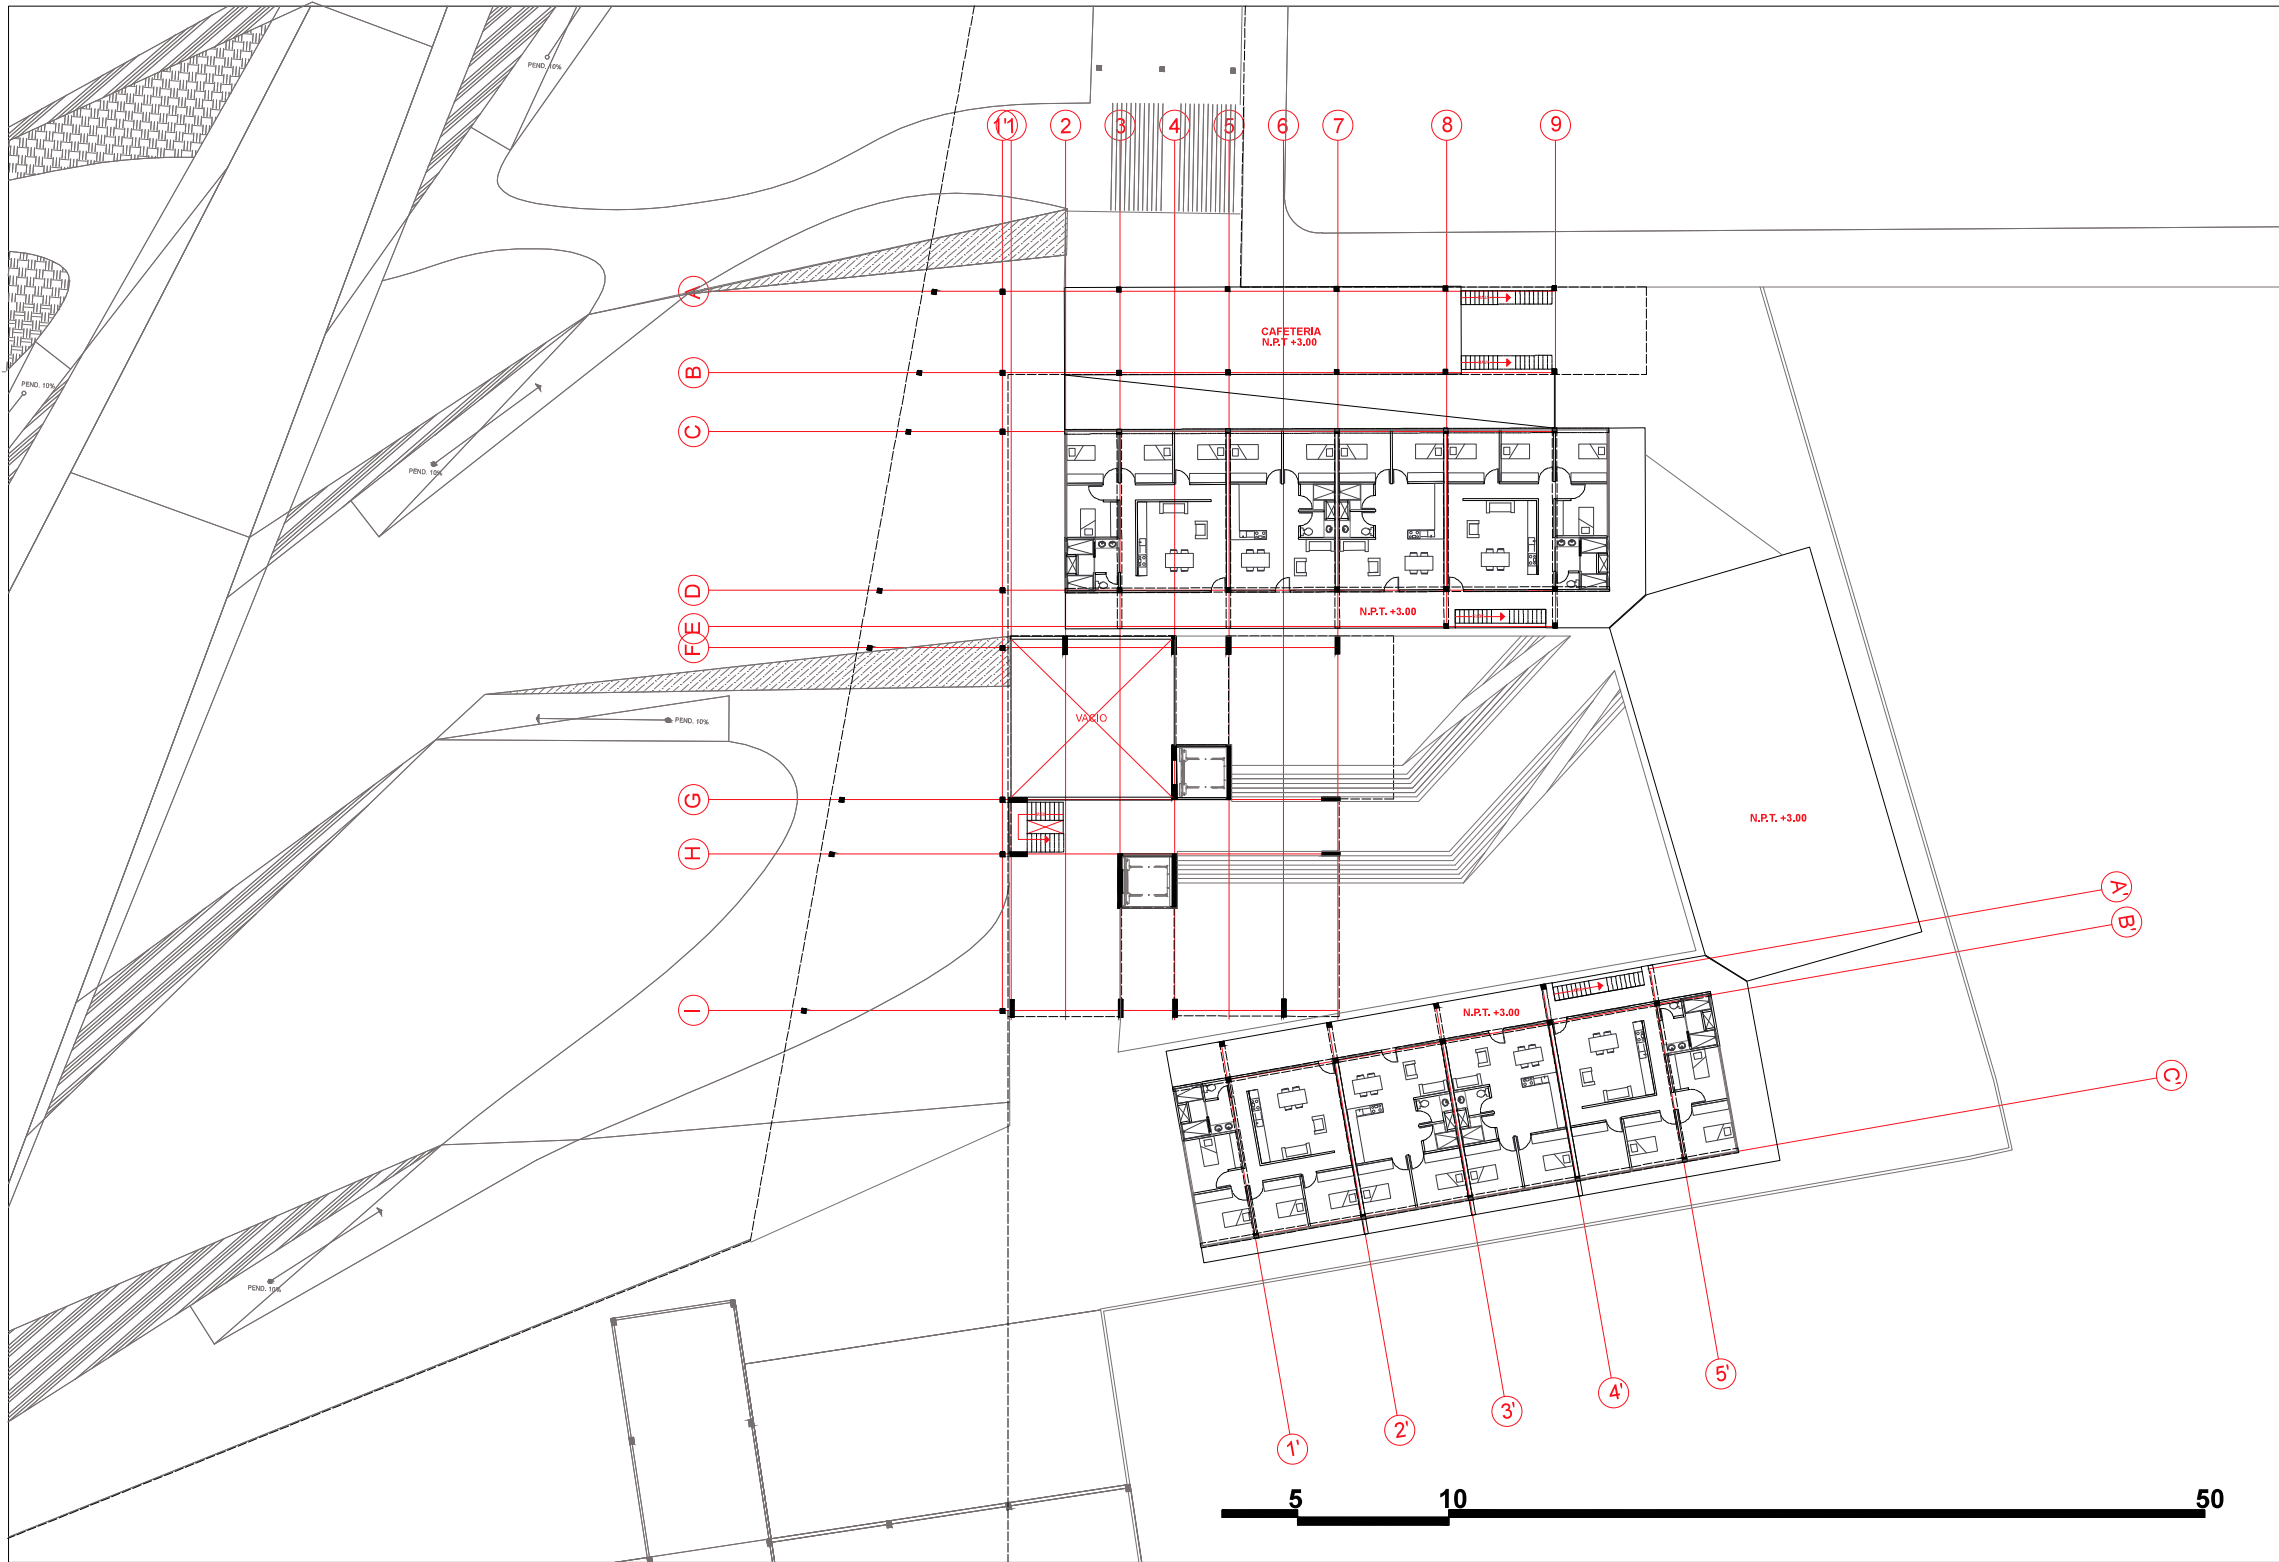 PEND. 10%
1'
1
2
3
4
5
6
7
8
9
A
CAFETERIA
N.P.T +3.00
B
PEND. 10%
C
PEND. 10%
D
N.P.T. +3.00
E
F
VACIO
PEND. 10%
G
N.P.T. +3.00
H
A'
B'
I
N.P.T. +3.00
C'
PEND. 10%
5'
4'
3'
2'
1'
5
10
50